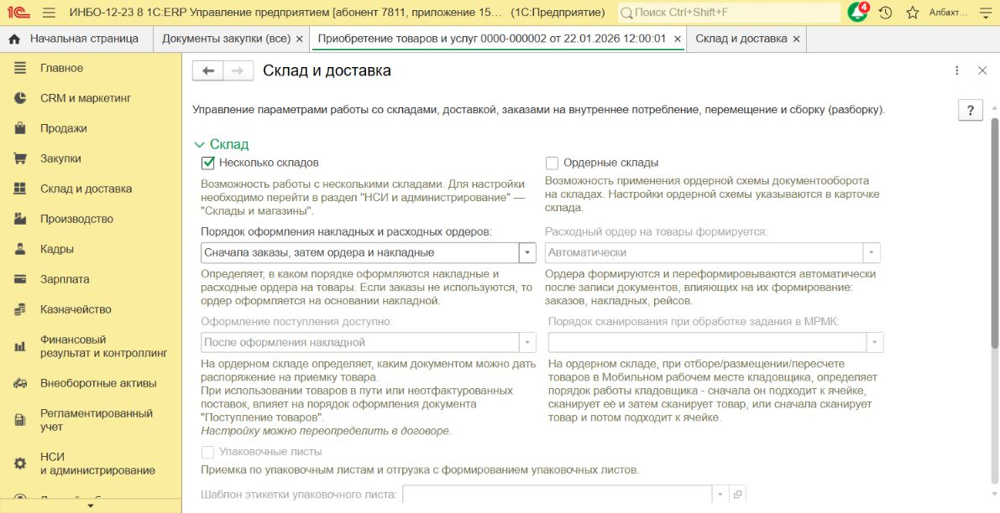 1С ИНБО-12-23 8 1С:ERP Управление предприятием [абонент 7811, приложение 15... (1С:Предприятие) Поиск Ctrl+Shift+F 4 Албахт...
Начальная страница Документы закупки (все) × Приобретение товаров и услуг 0000-000002 от 22.01.2026 12:00:01 × Склад и доставка ×
Главное
CRM и маркетинг
Продажи
Закупки
Склад и доставка
Производство
Кадры
Зарплата
Казначейство
Финансовый
результат и контроллинг
Внеоборотные активы
Регламентированный
учет
НСИ
и администрирование
Склад и доставка
Управление параметрами работы со складами, доставкой, заказами на внутреннее потребление, перемещение и сборку (разборку).
?
Склад
Несколько складов
Возможность работы с несколькими складами. Для настройки
необходимо перейти в раздел "НСИ и администрирование" —
"Склады и магазины".
Ордерные склады
Возможность применения ордерной схемы документооборота
на складах. Настройки ордерной схемы указываются в карточке
склада.
Порядок оформления накладных и расходных ордеров:
Сначала заказы, затем ордера и накладные
Определяет, в каком порядке оформляются накладные и
расходные ордера на товары. Если заказы не используются, то
ордер оформляется на основании накладной.
Расходный ордер на товары формируется:
Автоматически
Ордера формируются и переформировываются автоматически
после записи документов, влияющих на их формирование:
заказов, накладных, рейсов.
Оформление поступления доступно:
После оформления накладной
На ордерном складе определяет, каким документом можно дать
распоряжение на приемку товара.
При использовании товаров в пути или неотфактурованных
поставок, влияет на порядок оформления документа
"Поступление товаров".
Настройку можно переопределить в договоре.
Порядок сканирования при обработке задания в МРМК:
На ордерном складе, при отборе/размещении/пересчете
товаров в Мобильном рабочем месте кладовщика, определяет
порядок работы кладовщика - сначала он подходит к ячейке,
сканирует её и затем сканирует товар, или сначала сканирует
товар и потом подходит к ячейке.
Упаковочные листы
Приемка по упаковочным листам и отгрузка с формированием упаковочных листов.
Шаблон этикетки упаковочного листа: